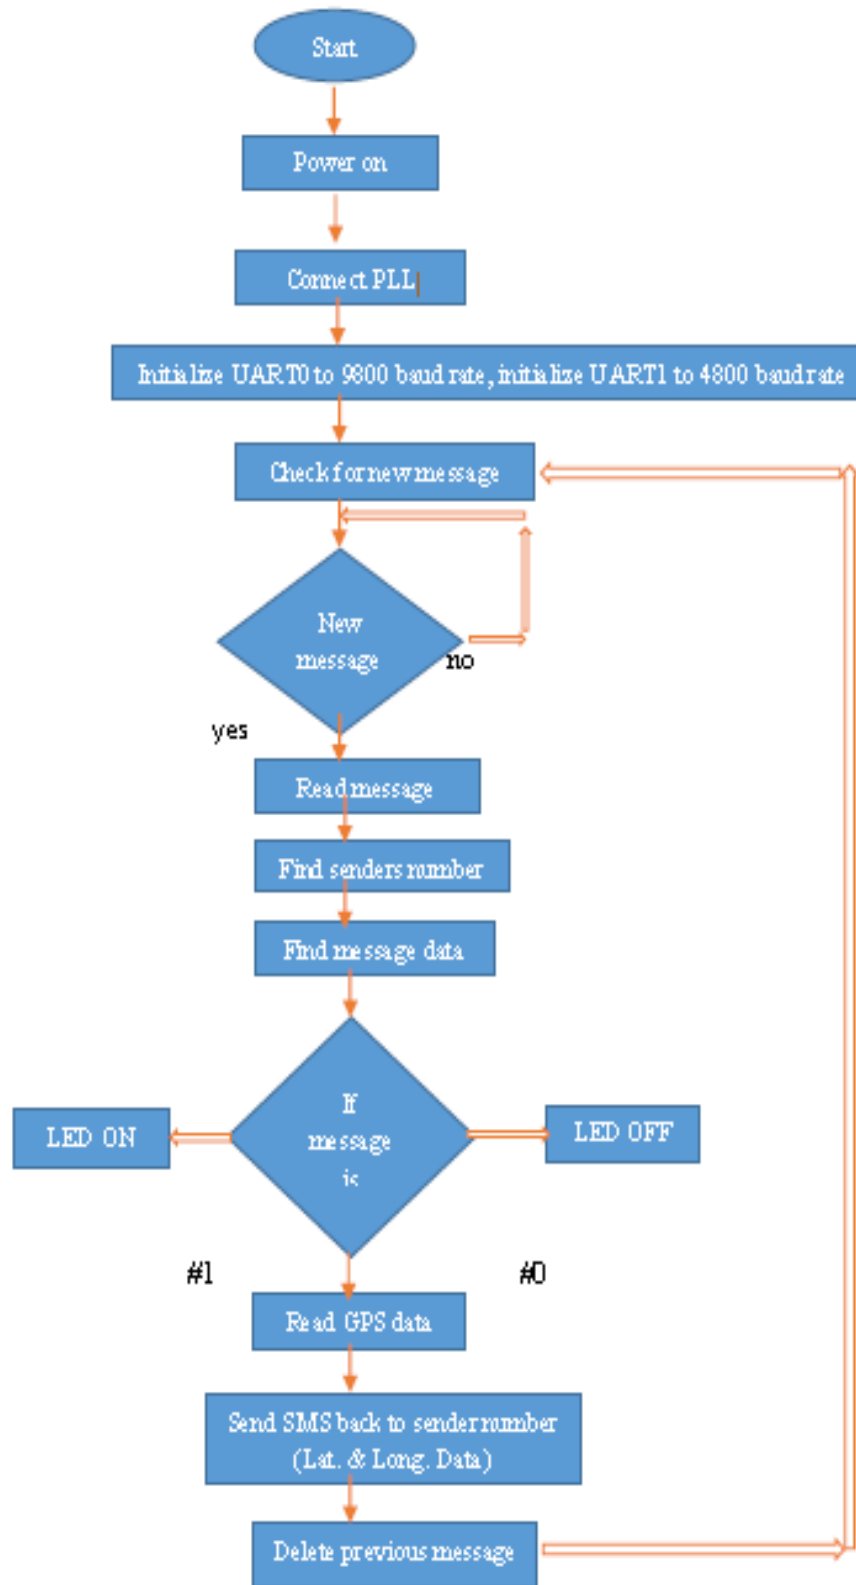 Start
Power on
Connect PLL
Initialize UART0 to 9800 baud rate, initialize UART1 to 4800 baud rate
Check for new message
New
message
no
yes
Read message
Find senders number
Find message data
If
message
is
LED ON
LED OFF
#1
#0
Read GPS data
Send SMS back to sender number
(Lat. & Long. Data)
Delete previous message